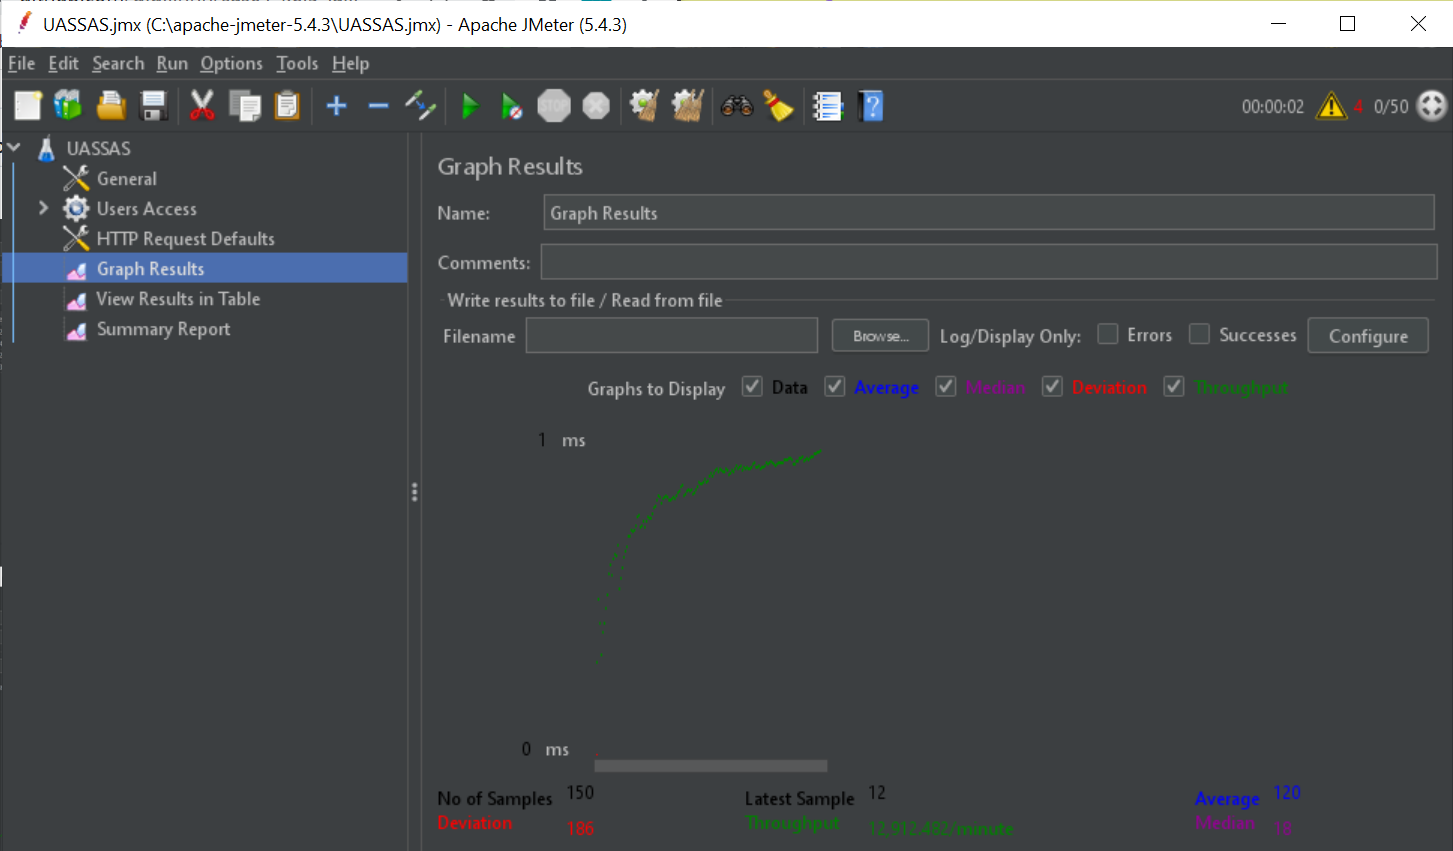 UASSAS.jmx (C:\apache-jmeter-5.4.3\UASSAS.jmx) - Apache JMeter (5.4.3)
File Edit Search Run Options Tools Help
STOP 00:00:02 4 0/50
UASSAS
General
Users Access
HTTP Request Defaults
Graph Results
View Results in Table
Summary Report
Graph Results
Name: Graph Results
Comments:
Write results to file / Read from file
Filename Browse... Log/Display Only: Errors Successes Configure
Graphs to Display Data Average Median Deviation Throughput
1 ms
0 ms
No of Samples 150 Latest Sample 12 Average 120
Deviation 186 Throughput 12,912.482/minute Median 18